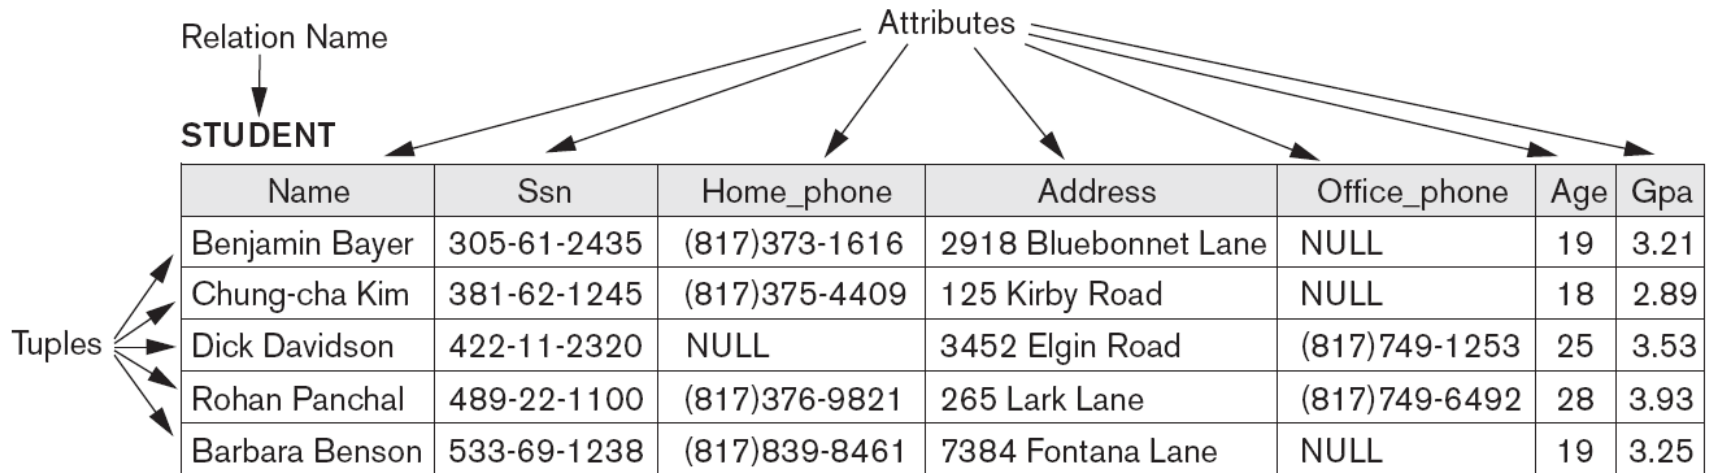 Attributes
Relation Name
STUDENT
Name Ssn Home_phone Address Office_phone Age Gpa
Benjamin Bayer 305-61-2435 (817)373-1616 2918 Bluebonnet Lane NULL 19 3.21
Chung-cha Kim 381-62-1245 (817)375-4409 125 Kirby Road NULL 18 2.89
Tuples Dick Davidson 422-11-2320 NULL 3452 Elgin Road (817)749-1253 25 3.53
Rohan Panchal 489-22-1100 (817)376-9821 265 Lark Lane (817)749-6492 28 3.93
Barbara Benson 533-69-1238 (817)839-8461 7384 Fontana Lane NULL 19 3.25